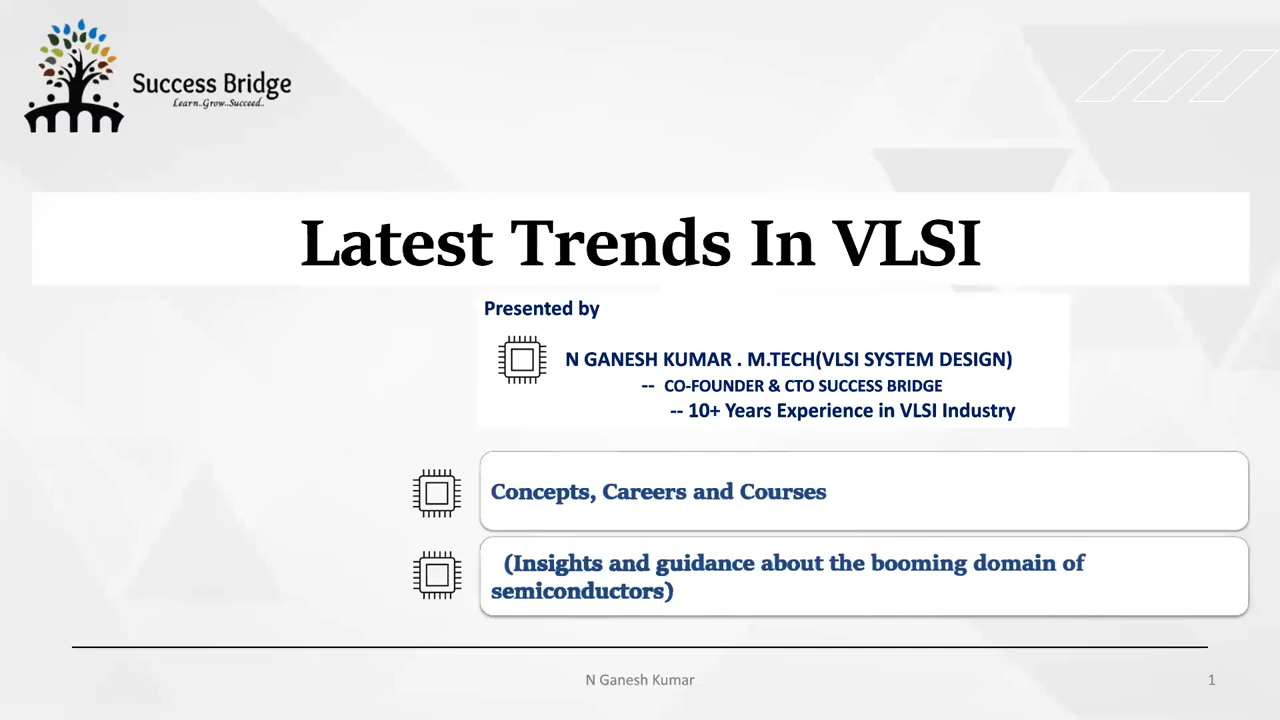 Success Bridge
Learn..Grow..Succeed..
Latest Trends In VLSI
Presented by
N GANESH KUMAR . M.TECH(VLSI SYSTEM DESIGN)
-- CO-FOUNDER & CTO SUCCESS BRIDGE
-- 10+ Years Experience in VLSI Industry
Concepts, Careers and Courses
(Insights and guidance about the booming domain of
semiconductors)
N Ganesh Kumar
1